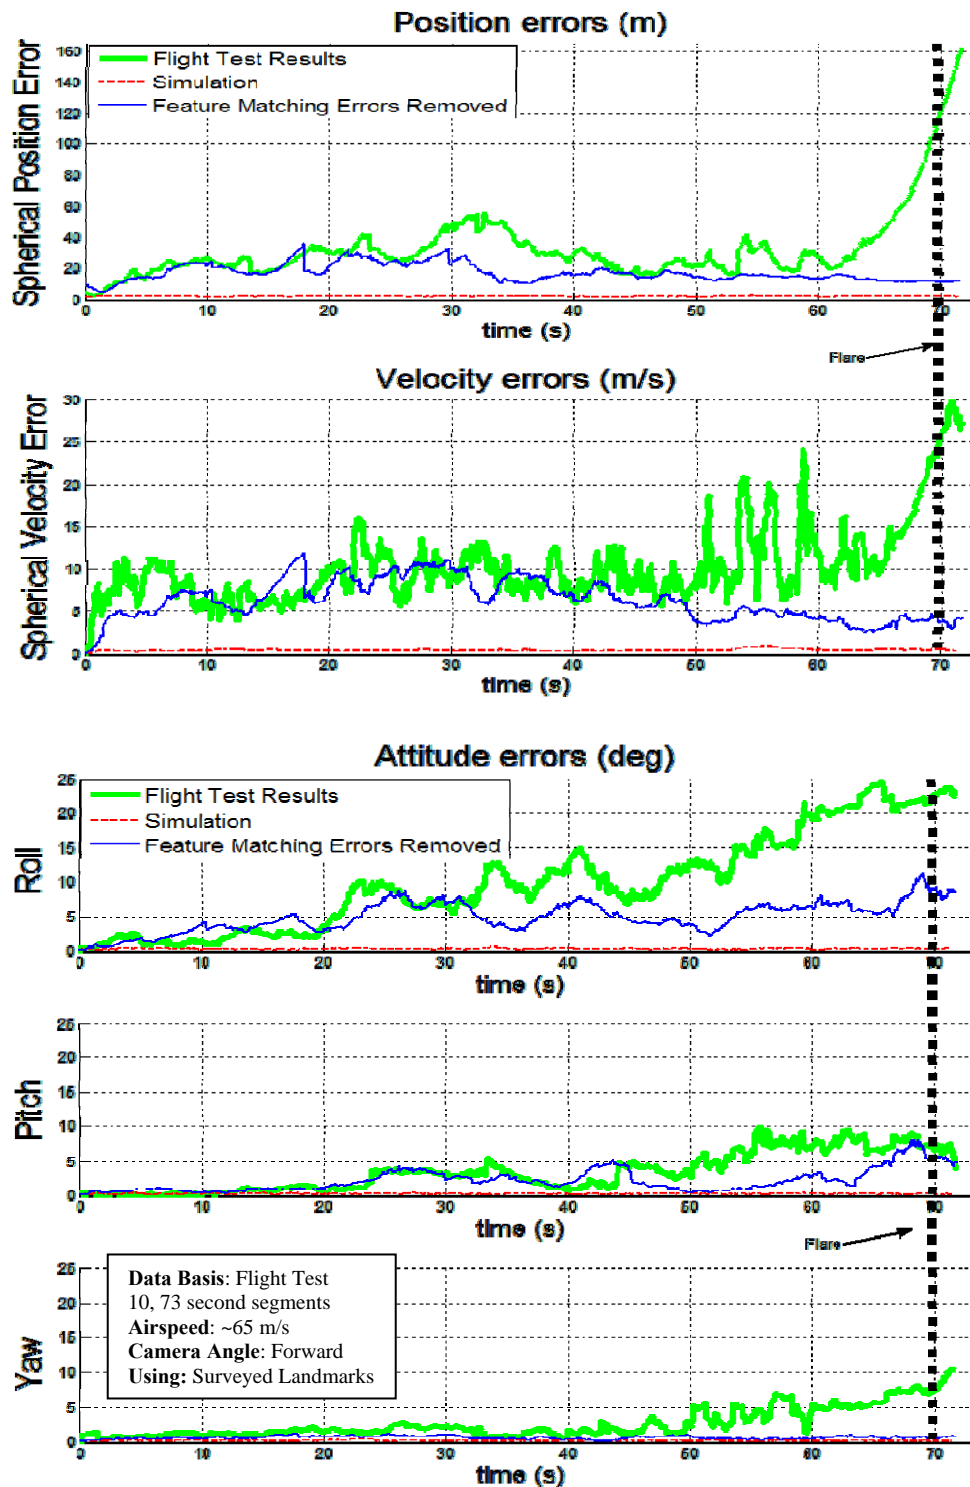 Position errors (m)
Spherical Position Error
160
140
120
100
80
60
40
20
0
Flight Test Results
Simulation
Feature Matching Errors Removed
0 10 20 30 40 50 60 70
time (s)
Flare
Velocity errors (m/s)
Spherical Velocity Error
30
25
20
15
10
5
0
0 10 20 30 40 50 60 70
time (s)
Attitude errors (deg)
Roll
25
20
15
10
5
0
Flight Test Results
Simulation
Feature Matching Errors Removed
0 10 20 30 40 50 60 70
time (s)
Pitch
25
20
15
10
5
0
0 10 20 30 40 50 60 70
time (s)
Flare
Yaw
25
20
15
10
5
0
Data Basis: Flight Test
10, 73 second segments
Airspeed: ~65 m/s
Camera Angle: Forward
Using: Surveyed Landmarks
0 10 20 30 40 50 60 70
time (s)